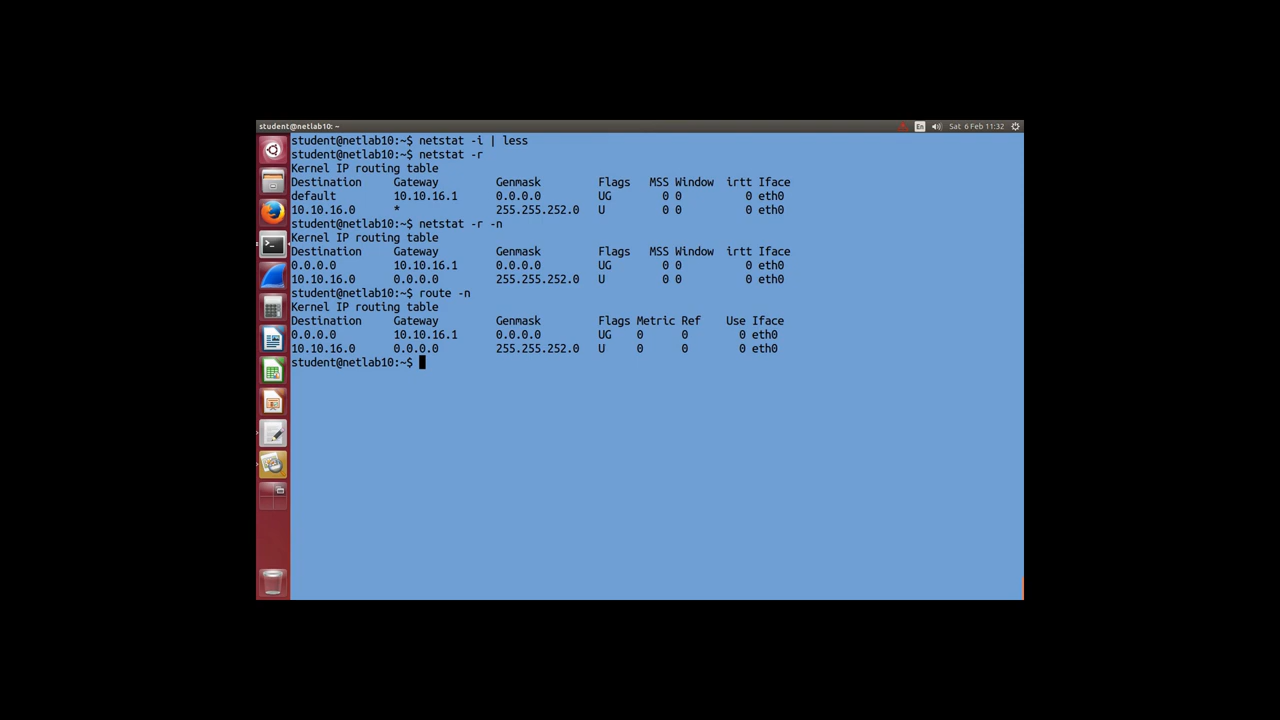 student@netlab10: ~
En
Sat 6 Feb 11:32
student@netlab10:~$ netstat -i | less
student@netlab10:~$ netstat -r
Kernel IP routing table
Destination     Gateway         Genmask         Flags   MSS Window  irtt Iface
default         10.10.16.1      0.0.0.0         UG        0 0          0 eth0
10.10.16.0      *               255.255.252.0   U         0 0          0 eth0
student@netlab10:~$ netstat -r -n
Kernel IP routing table
Destination     Gateway         Genmask         Flags   MSS Window  irtt Iface
0.0.0.0         10.10.16.1      0.0.0.0         UG        0 0          0 eth0
10.10.16.0      0.0.0.0         255.255.252.0   U         0 0          0 eth0
student@netlab10:~$ route -n
Kernel IP routing table
Destination     Gateway         Genmask         Flags Metric Ref    Use Iface
0.0.0.0         10.10.16.1      0.0.0.0         UG    0      0        0 eth0
10.10.16.0      0.0.0.0         255.255.252.0   U     0      0        0 eth0
student@netlab10:~$